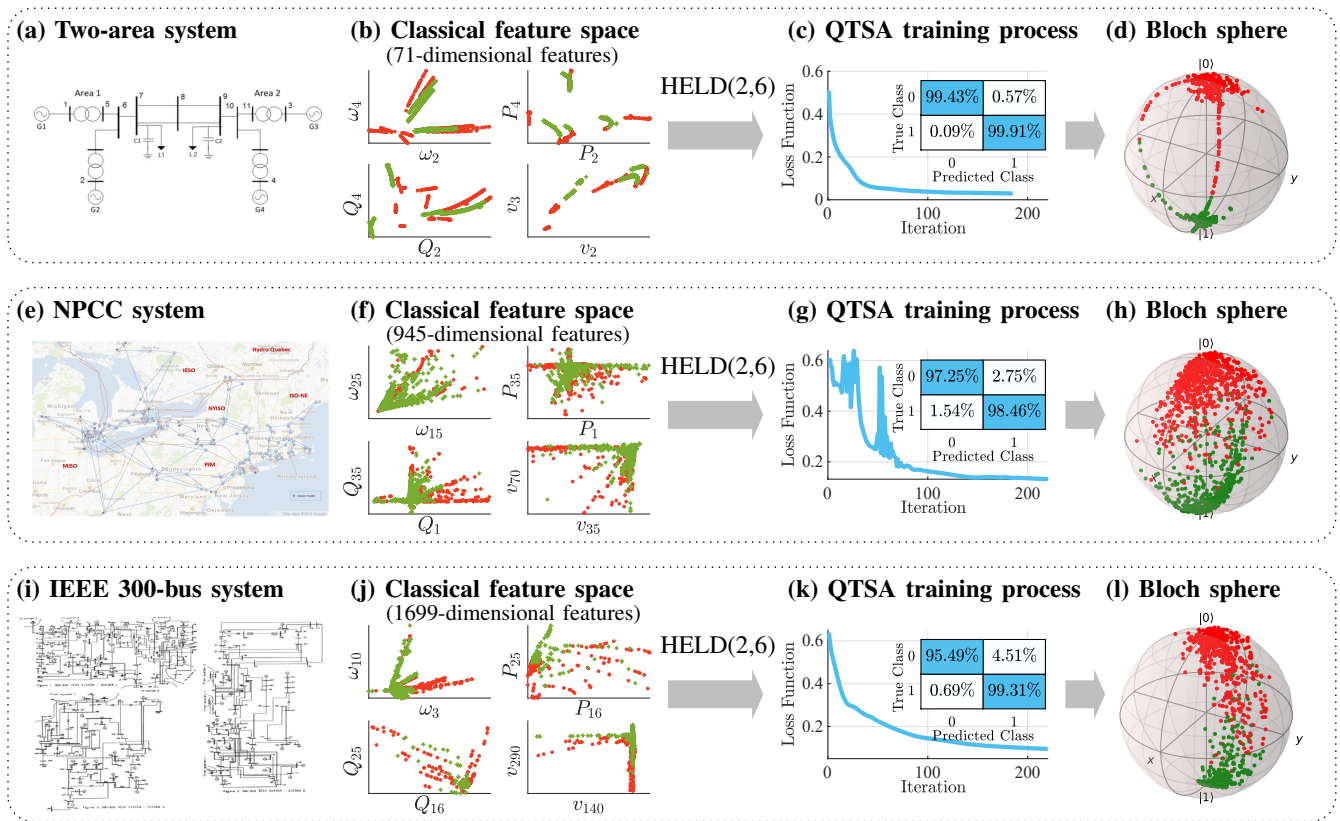 (a) Two-area system
Area 1
Area 2
1
5
6
7
8
9
10
11
3
G1
G3
C1
L1
L2
C2
2
4
G2
G4
(b) Classical feature space
(71-dimensional features)
ω4
ω2
P4
P2
Q4
Q2
v3
v2
HELD(2,6)
(c) QTSA training process
Loss Function
0.6
0.4
0.2
0
0 100 200
Iteration
True Class
0 99.43% 0.57%
1 0.09% 99.91%
0 1
Predicted Class
(d) Bloch sphere
|0⟩
x
y
|1⟩
(e) NPCC system
Hydro Quebec
IESO
ISO-NE
NYISO
MISO
PJM
(f) Classical feature space
(945-dimensional features)
ω25
ω15
P35
P1
Q35
Q1
v70
v35
HELD(2,6)
(g) QTSA training process
Loss Function
0.6
0.4
0.2
0 100 200
Iteration
True Class
0 97.25% 2.75%
1 1.54% 98.46%
0 1
Predicted Class
(h) Bloch sphere
|0⟩
y
|1⟩
(i) IEEE 300-bus system
(j) Classical feature space
(1699-dimensional features)
ω10
ω3
P25
P16
Q25
Q16
v290
v140
HELD(2,6)
(k) QTSA training process
Loss Function
0.6
0.4
0.2
0 100 200
Iteration
True Class
0 95.49% 4.51%
1 0.69% 99.31%
0 1
Predicted Class
(l) Bloch sphere
|0⟩
x
y
|1⟩